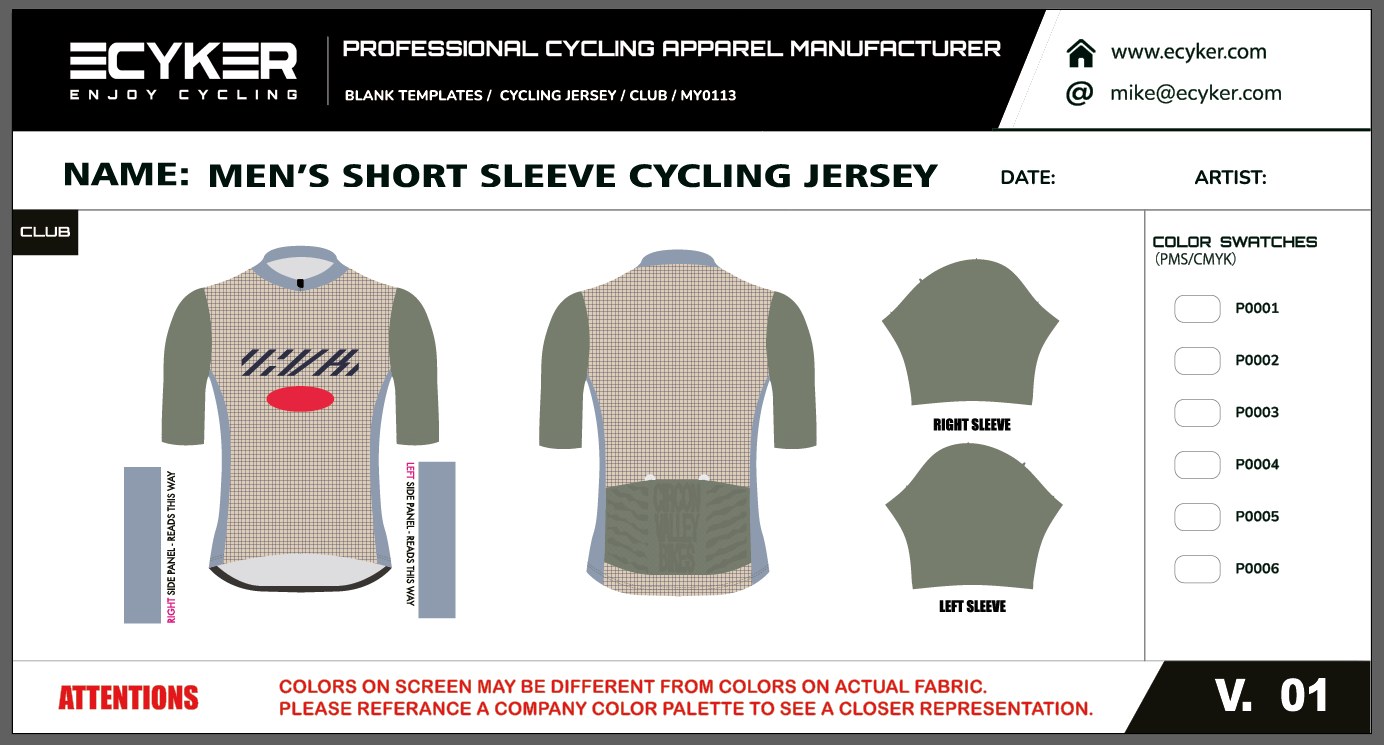 ECYKER
ENJOY CYCLING
PROFESSIONAL CYCLING APPAREL MANUFACTURER
BLANK TEMPLATES / CYCLING JERSEY / CLUB / MY0113
www.ecyker.com
mike@ecyker.com
NAME: MEN'S SHORT SLEEVE CYCLING JERSEY
DATE:
ARTIST:
CLUB
RIGHT SIDE PANEL - READS THIS WAY
LEFT SIDE PANEL - READS THIS WAY
RIGHT SLEEVE
LEFT SLEEVE
COLOR SWATCHES
(PMS/CMYK)
P0001
P0002
P0003
P0004
P0005
P0006
ATTENTIONS
COLORS ON SCREEN MAY BE DIFFERENT FROM COLORS ON ACTUAL FABRIC.
PLEASE REFERANCE A COMPANY COLOR PALETTE TO SEE A CLOSER REPRESENTATION.
V. 01